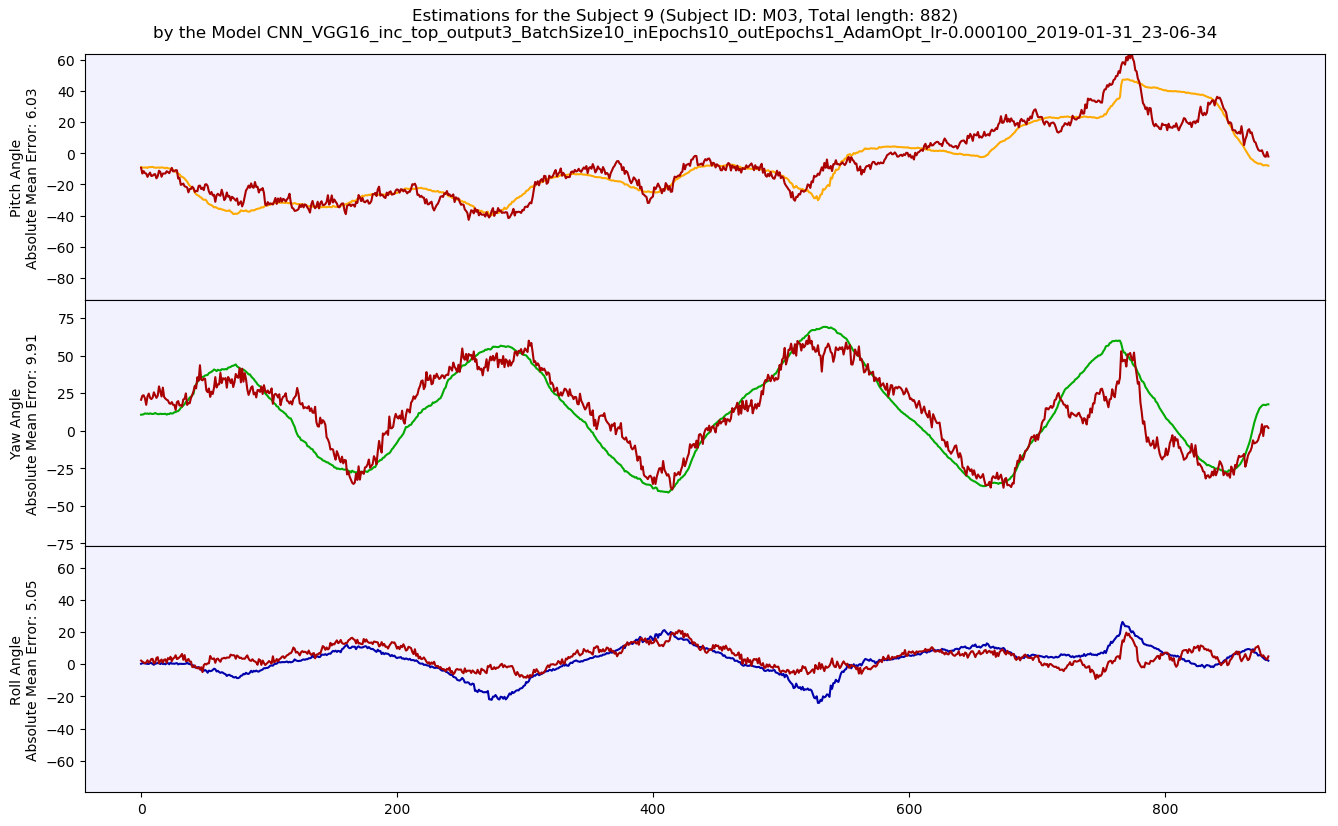 Estimations for the Subject 9 (Subject ID: M03, Total length: 882)
by the Model CNN_VGG16_inc_top_output3_BatchSize10_inEpochs10_outEpochs1_AdamOpt_lr-0.000100_2019-01-31_23-06-34
Pitch Angle
Absolute Mean Error: 6.03
60
40
20
0
−20
−40
−60
−80
Yaw Angle
Absolute Mean Error: 9.91
75
50
25
0
−25
−50
−75
Roll Angle
Absolute Mean Error: 5.05
60
40
20
0
−20
−40
−60
0 200 400 600 800